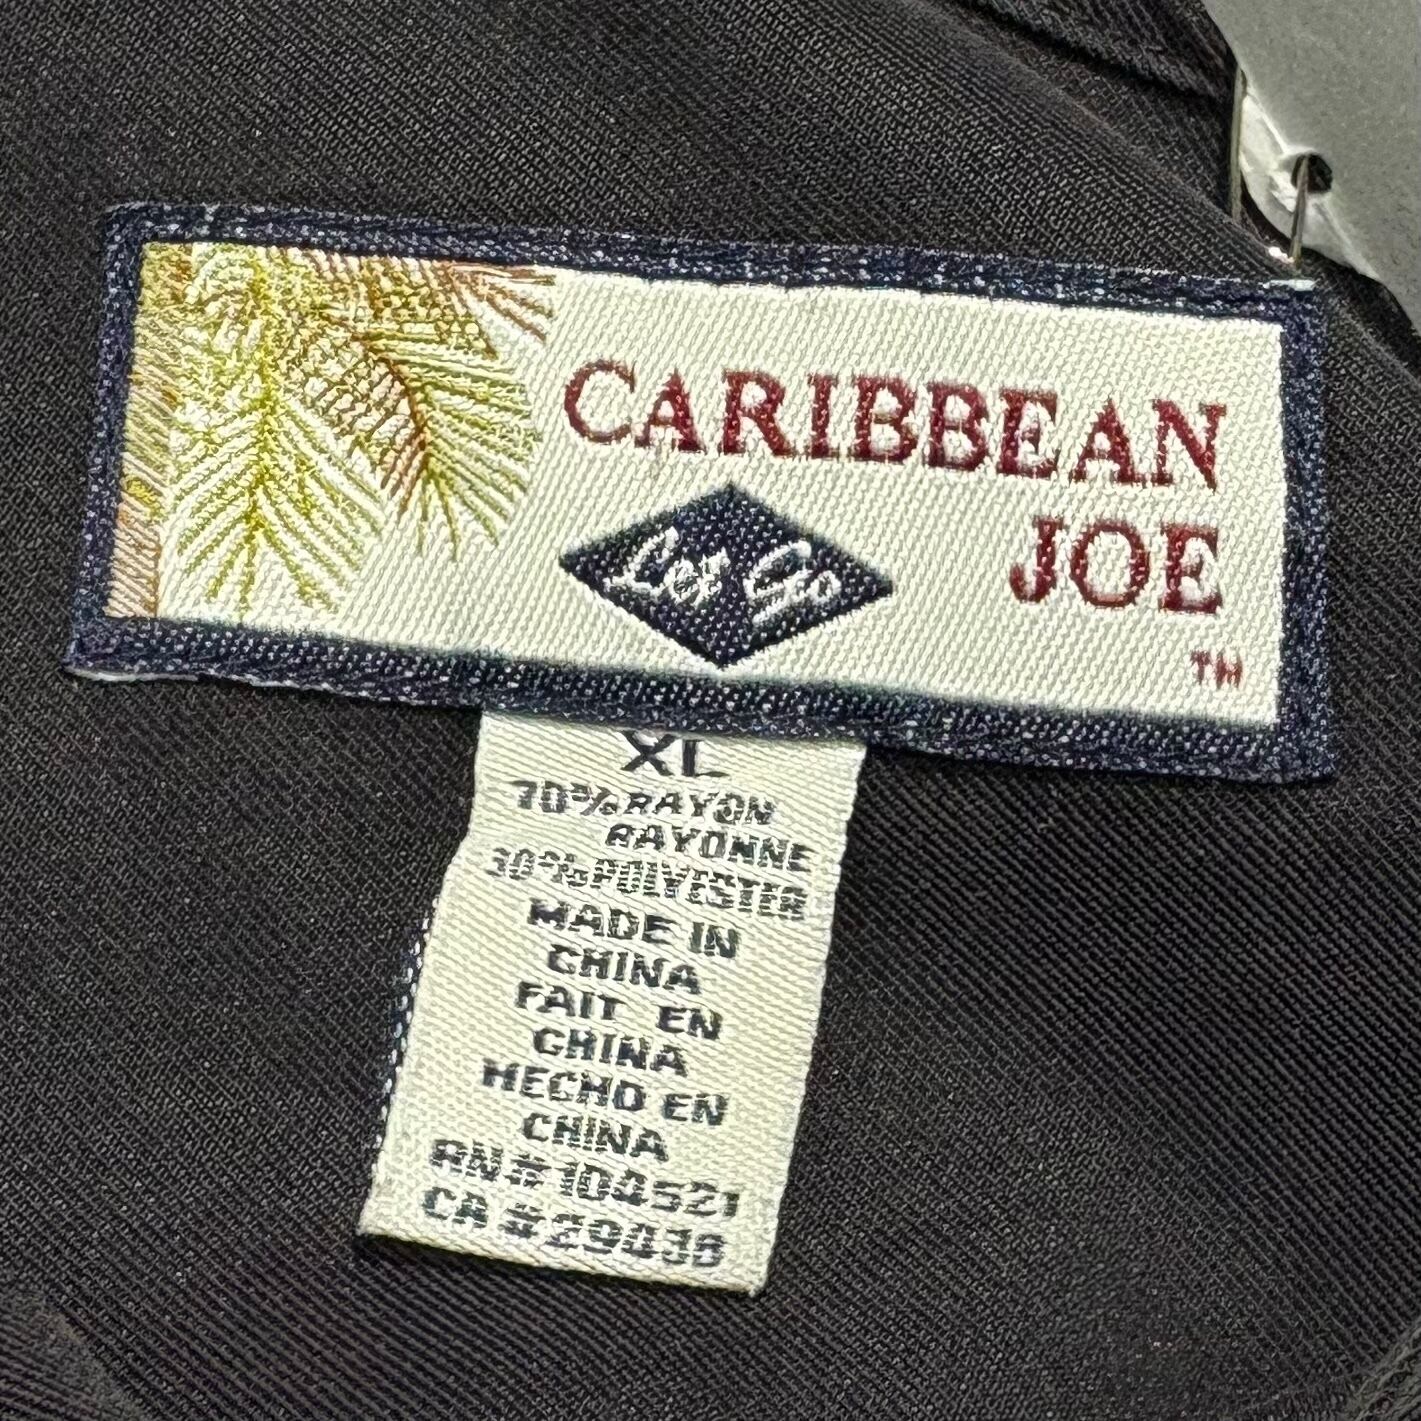 CARIBBEAN
JOE
Let Go
TM
XL
70% RAYON
RAYONNE
30% POLYESTER
MADE IN
CHINA
FAIT EN
CHINA
HECHO EN
CHINA
RN # 104521
CA # 29438